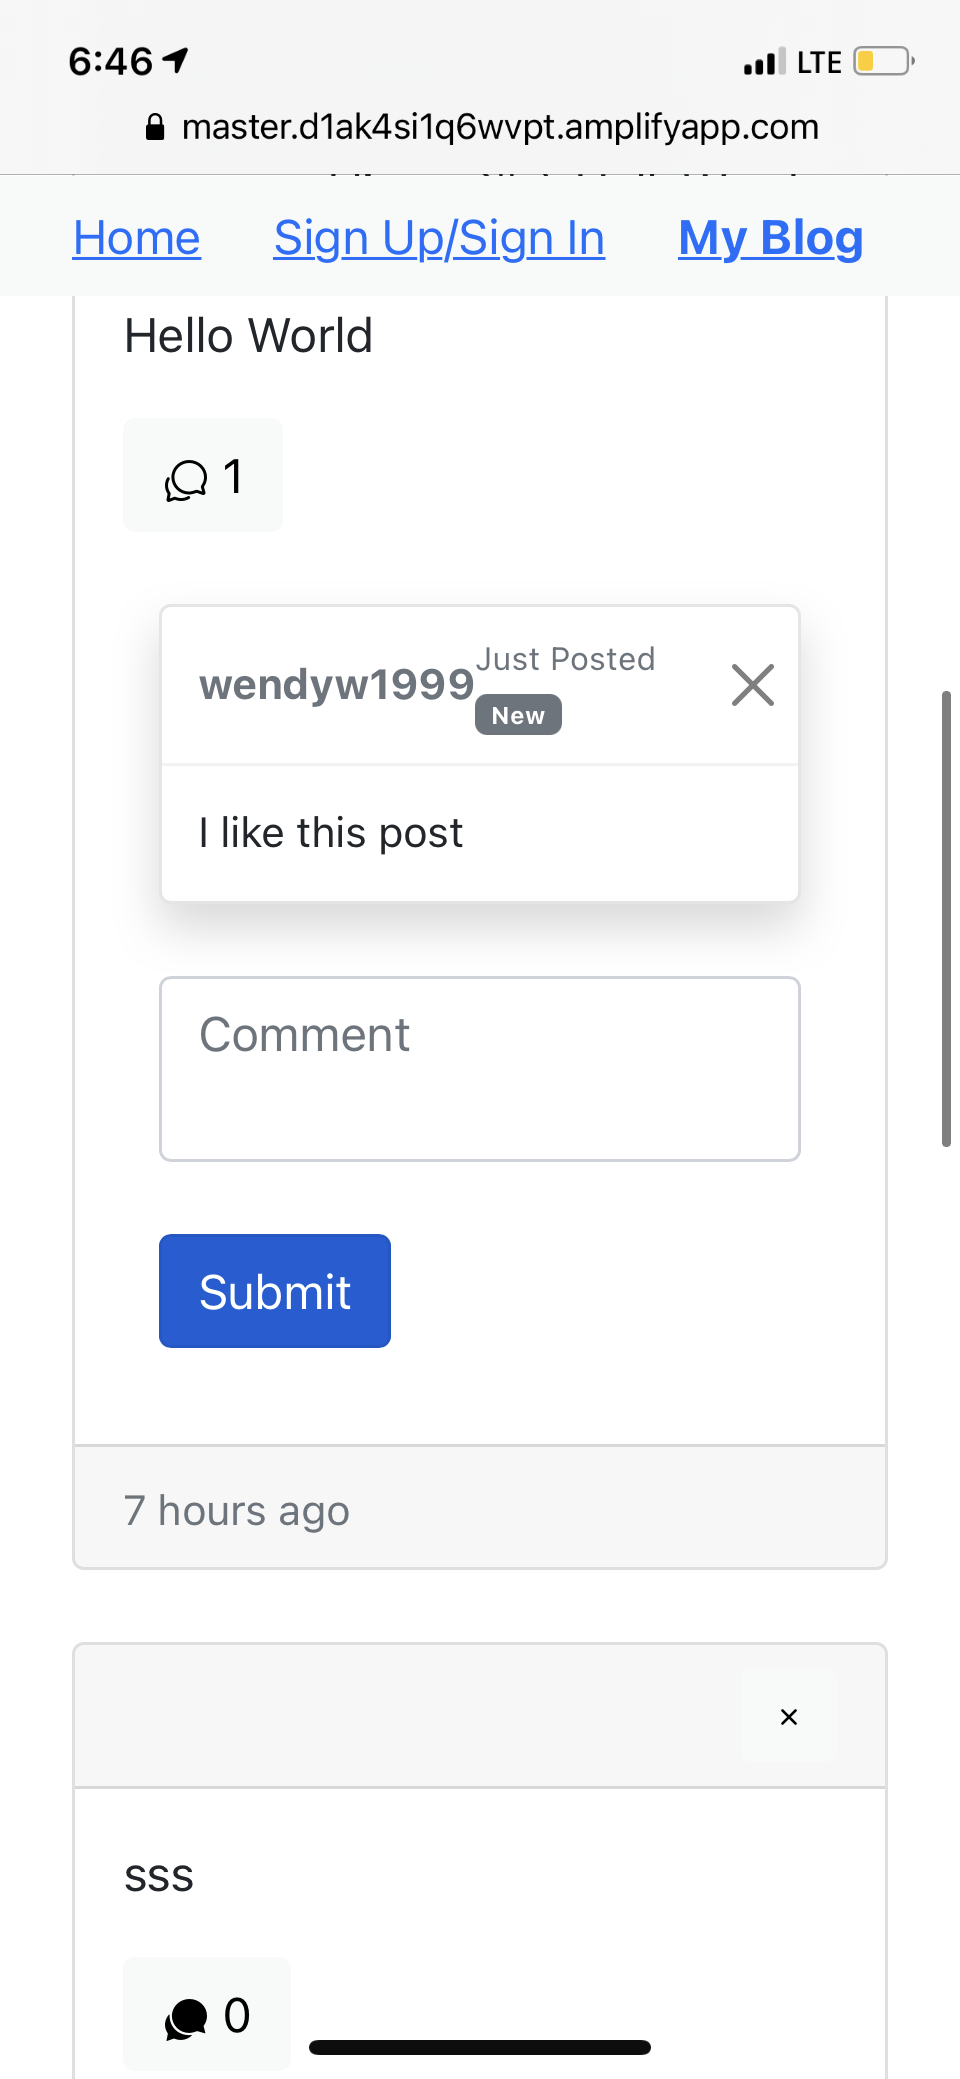 6:46
LTE
master.d1ak4si1q6wvpt.amplifyapp.com
Home Sign Up/Sign In My Blog
Hello World
1
wendyw1999 Just Posted
New
I like this post
Comment
Submit
7 hours ago
×
sss
0